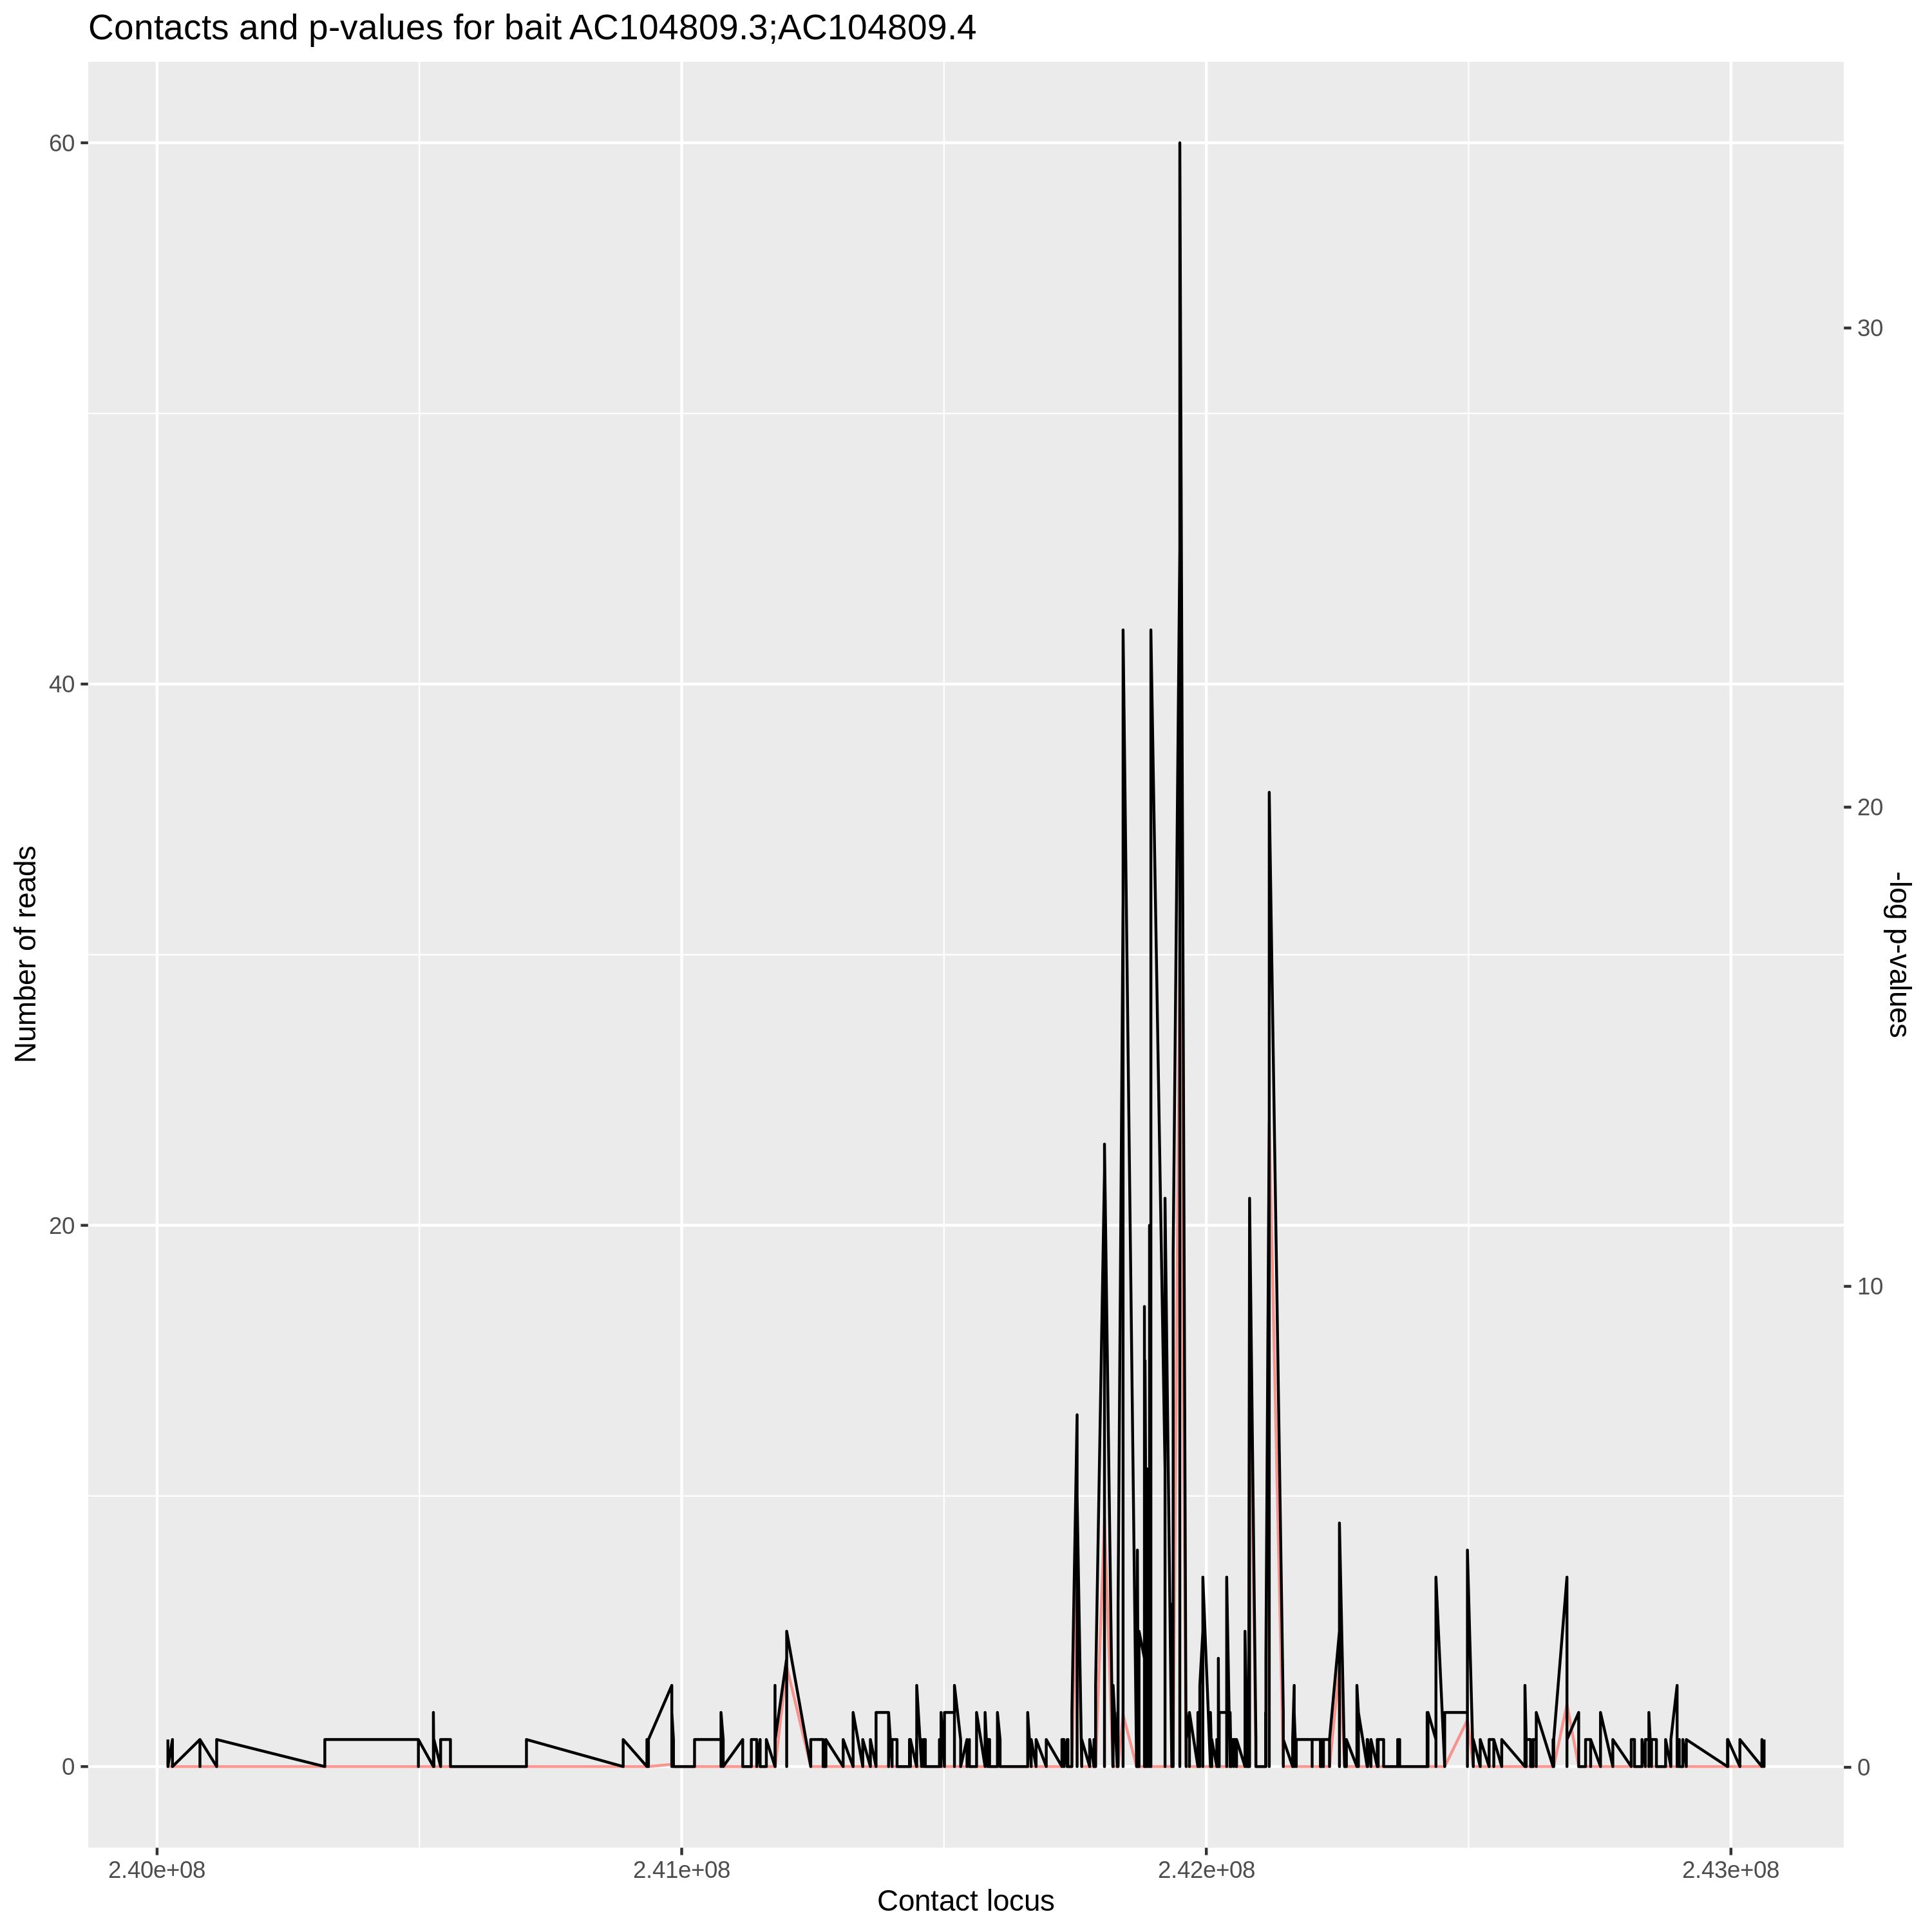 Contacts and p-values for bait AC104809.3;AC104809.4
60
40
20
0
Number of reads
30
20
10
0
-log p-values
2.40e+08
2.41e+08
2.42e+08
2.43e+08
Contact locus